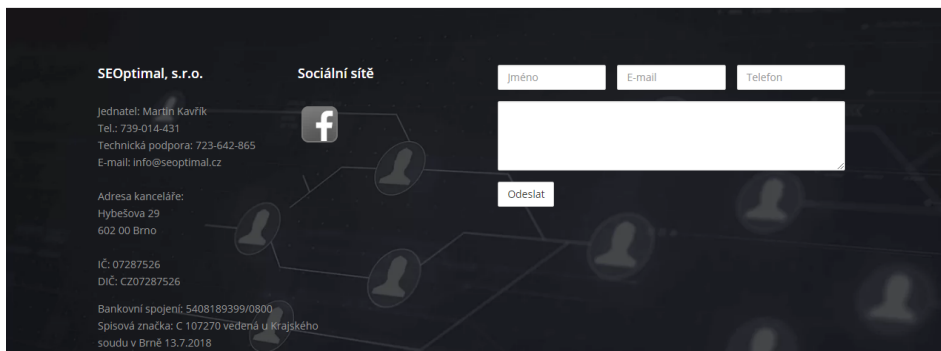 SEOptimal, s.r.o.
Jednatel: Martin Kavřík
Tel.: 739-014-431
Technická podpora: 723-642-865
E-mail: info@seoptimal.cz
Adresa kanceláře:
Hybešova 29
602 00 Brno
IČ: 07287526
DIČ: CZ07287526
Bankovní spojení: 5408189399/0800
Spisová značka: C 107270 vedená u Krajského
soudu v Brně 13.7.2018
Sociální sítě
Jméno
E-mail
Telefon
Odeslat